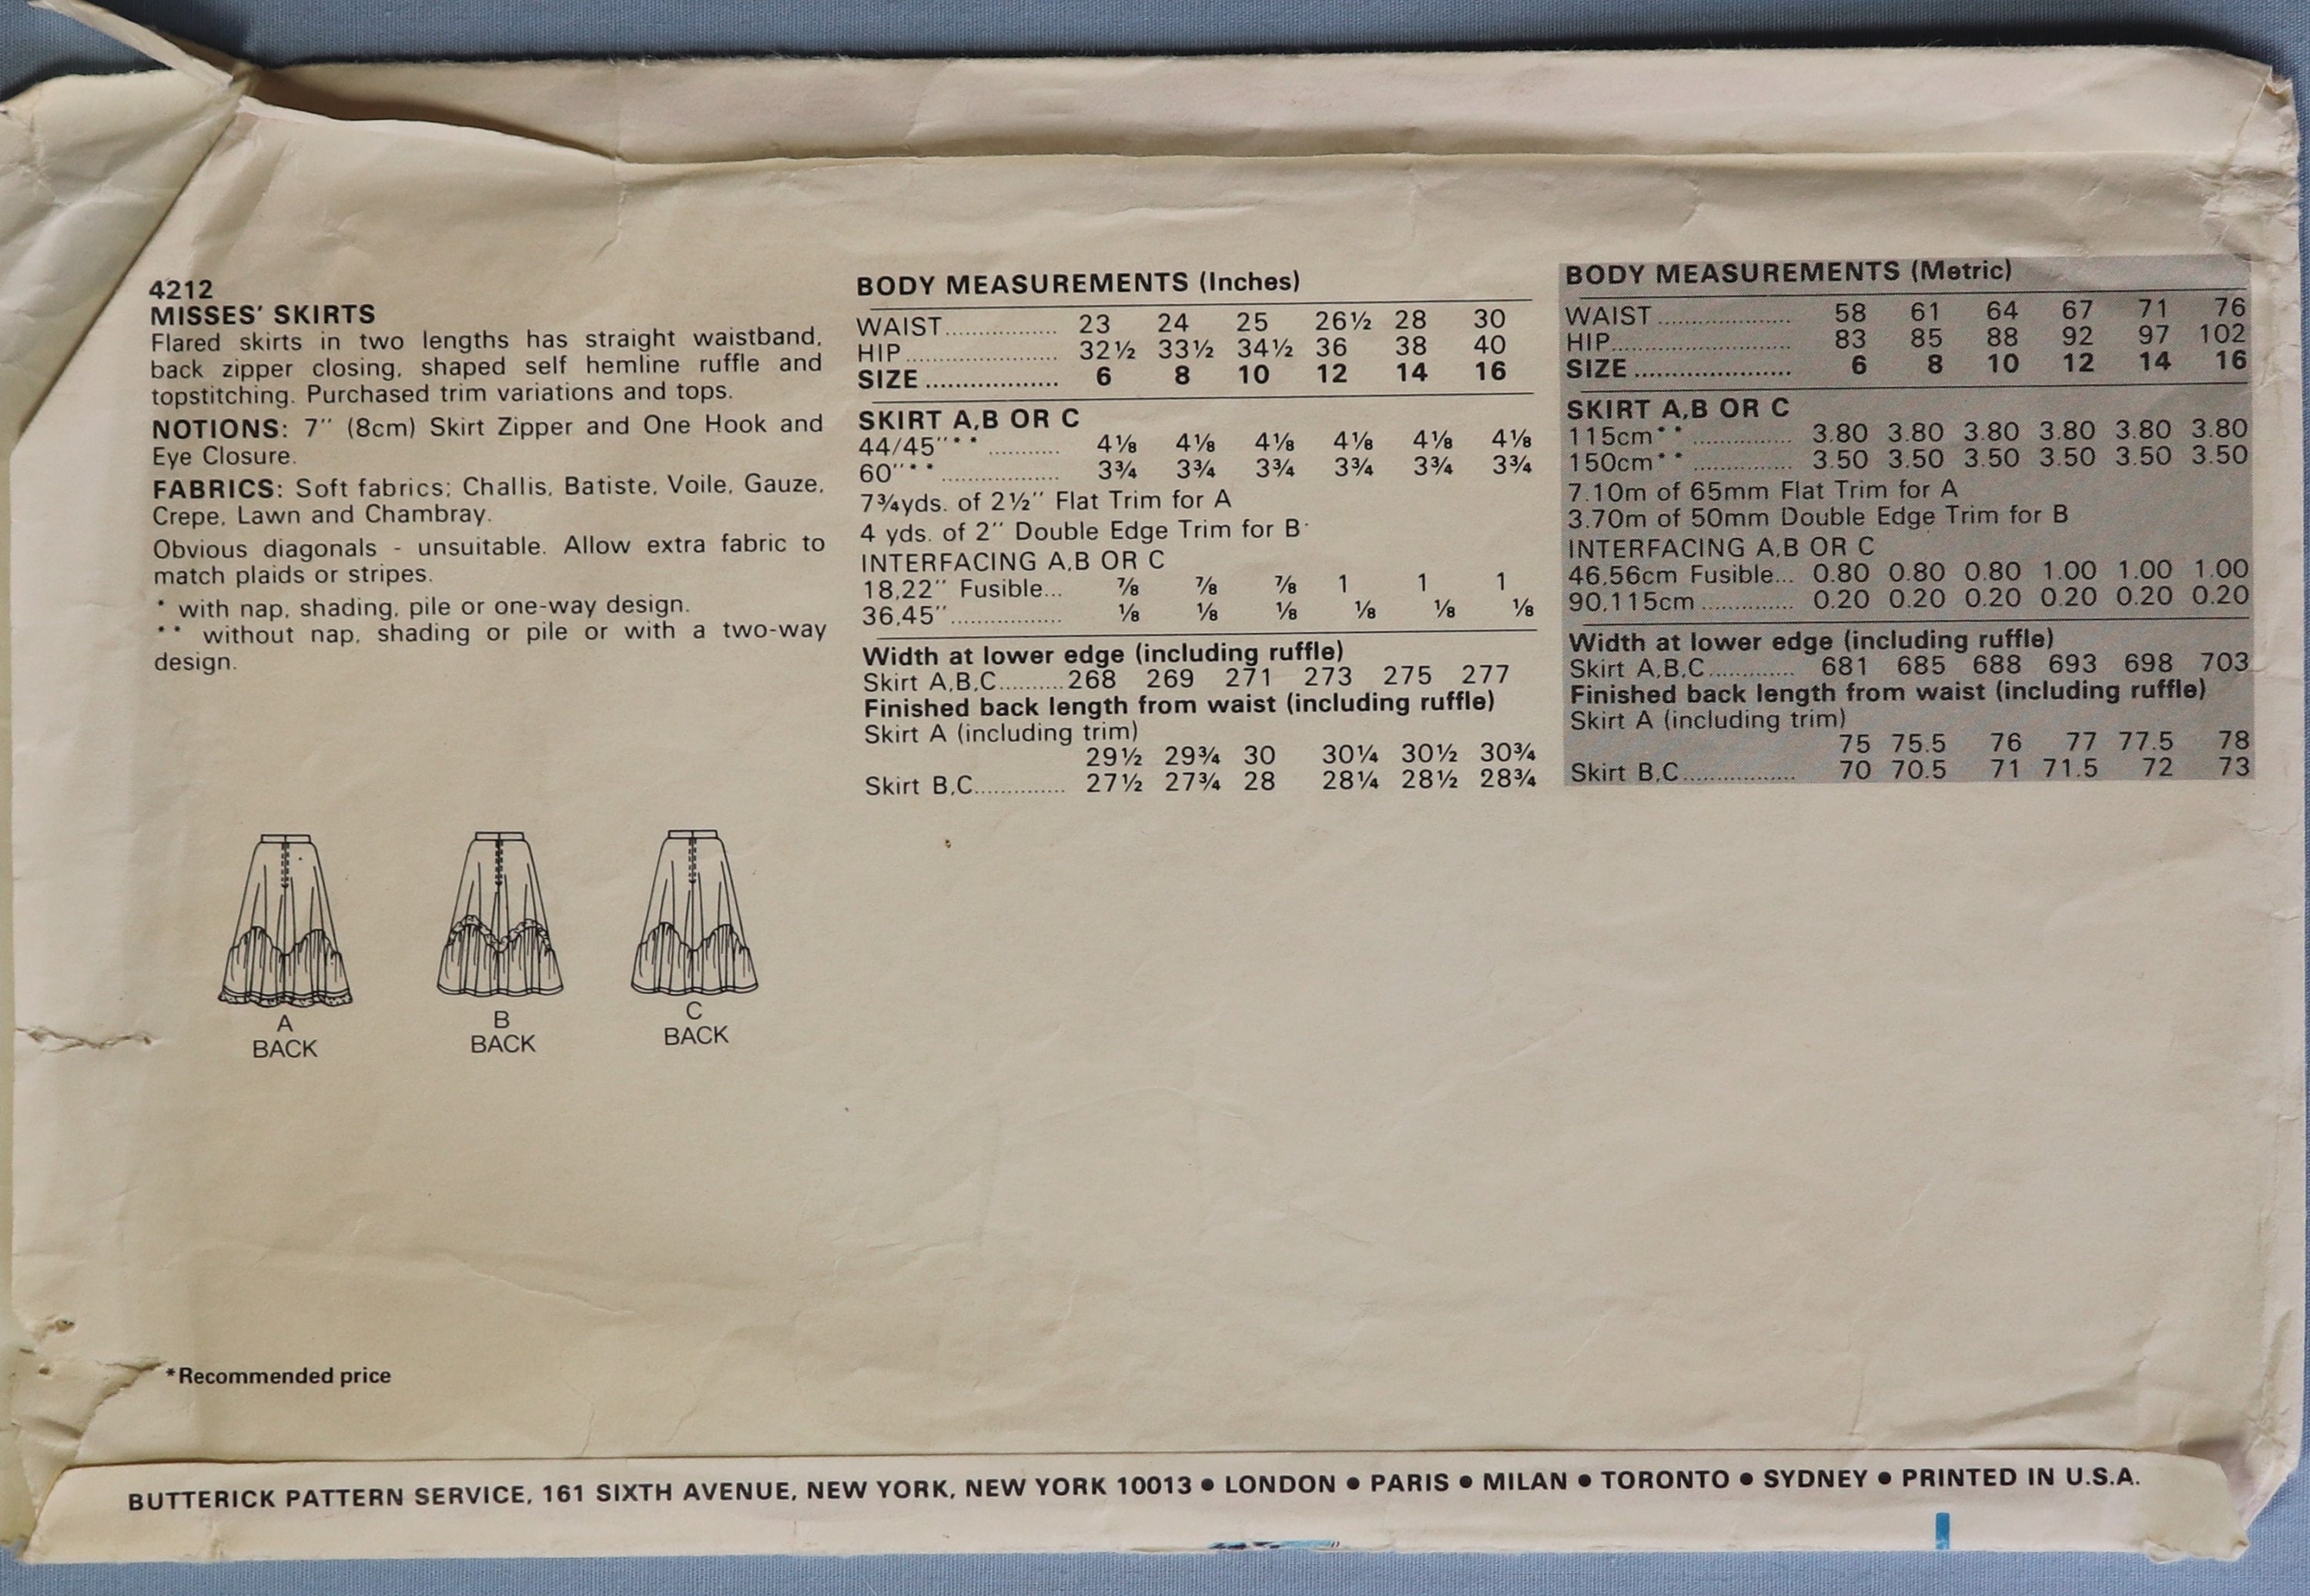 4212
MISSES' SKIRTS
Flared skirts in two lengths has straight waistband,
back zipper closing, shaped self hemline ruffle and
topstitching. Purchased trim variations and tops.
NOTIONS: 7'' (8cm) Skirt Zipper and One Hook and
Eye Closure.
FABRICS: Soft fabrics; Challis, Batiste, Voile, Gauze,
Crepe, Lawn and Chambray.
Obvious diagonals - unsuitable. Allow extra fabric to
match plaids or stripes.
* with nap, shading, pile or one-way design.
** without nap, shading or pile or with a two-way
design.
BODY MEASUREMENTS (Inches)
WAIST................ 23 24 25 26½ 28 30
HIP...................... 32½ 33½ 34½ 36 38 40
SIZE................... 6 8 10 12 14 16
SKIRT A,B OR C
44/45''** ........... 4⅛ 4⅛ 4⅛ 4⅛ 4⅛ 4⅛
60''** ................. 3¾ 3¾ 3¾ 3¾ 3¾ 3¾
7¾yds. of 2½'' Flat Trim for A
4 yds. of 2'' Double Edge Trim for B
INTERFACING A,B OR C
18,22'' Fusible... ⅞ ⅞ ⅞ 1 1 1
36,45''................ ⅛ ⅛ ⅛ ⅛ ⅛ ⅛
Width at lower edge (including ruffle)
Skirt A,B,C..........268 269 271 273 275 277
Finished back length from waist (including ruffle)
Skirt A (including trim)
29½ 29¾ 30 30¼ 30½ 30¾
Skirt B,C.............. 27½ 27¾ 28 28¼ 28½ 28¾
BODY MEASUREMENTS (Metric)
WAIST.................... 58 61 64 67 71 76
HIP.......................... 83 85 88 92 97 102
SIZE....................... 6 8 10 12 14 16
SKIRT A,B OR C
115cm** .............. 3.80 3.80 3.80 3.80 3.80 3.80
150cm** .............. 3.50 3.50 3.50 3.50 3.50 3.50
7.10m of 65mm Flat Trim for A
3.70m of 50mm Double Edge Trim for B
INTERFACING A,B OR C
46,56cm Fusible... 0.80 0.80 0.80 1.00 1.00 1.00
90,115cm.............. 0.20 0.20 0.20 0.20 0.20 0.20
Width at lower edge (including ruffle)
Skirt A,B,C............. 681 685 688 693 698 703
Finished back length from waist (including ruffle)
Skirt A (including trim)
75 75.5 76 77 77.5 78
Skirt B,C................. 70 70.5 71 71.5 72 73
A
BACK
B
BACK
C
BACK
*Recommended price
BUTTERICK PATTERN SERVICE, 161 SIXTH AVENUE, NEW YORK, NEW YORK 10013 ● LONDON ● PARIS ● MILAN ● TORONTO ● SYDNEY ● PRINTED IN U.S.A.